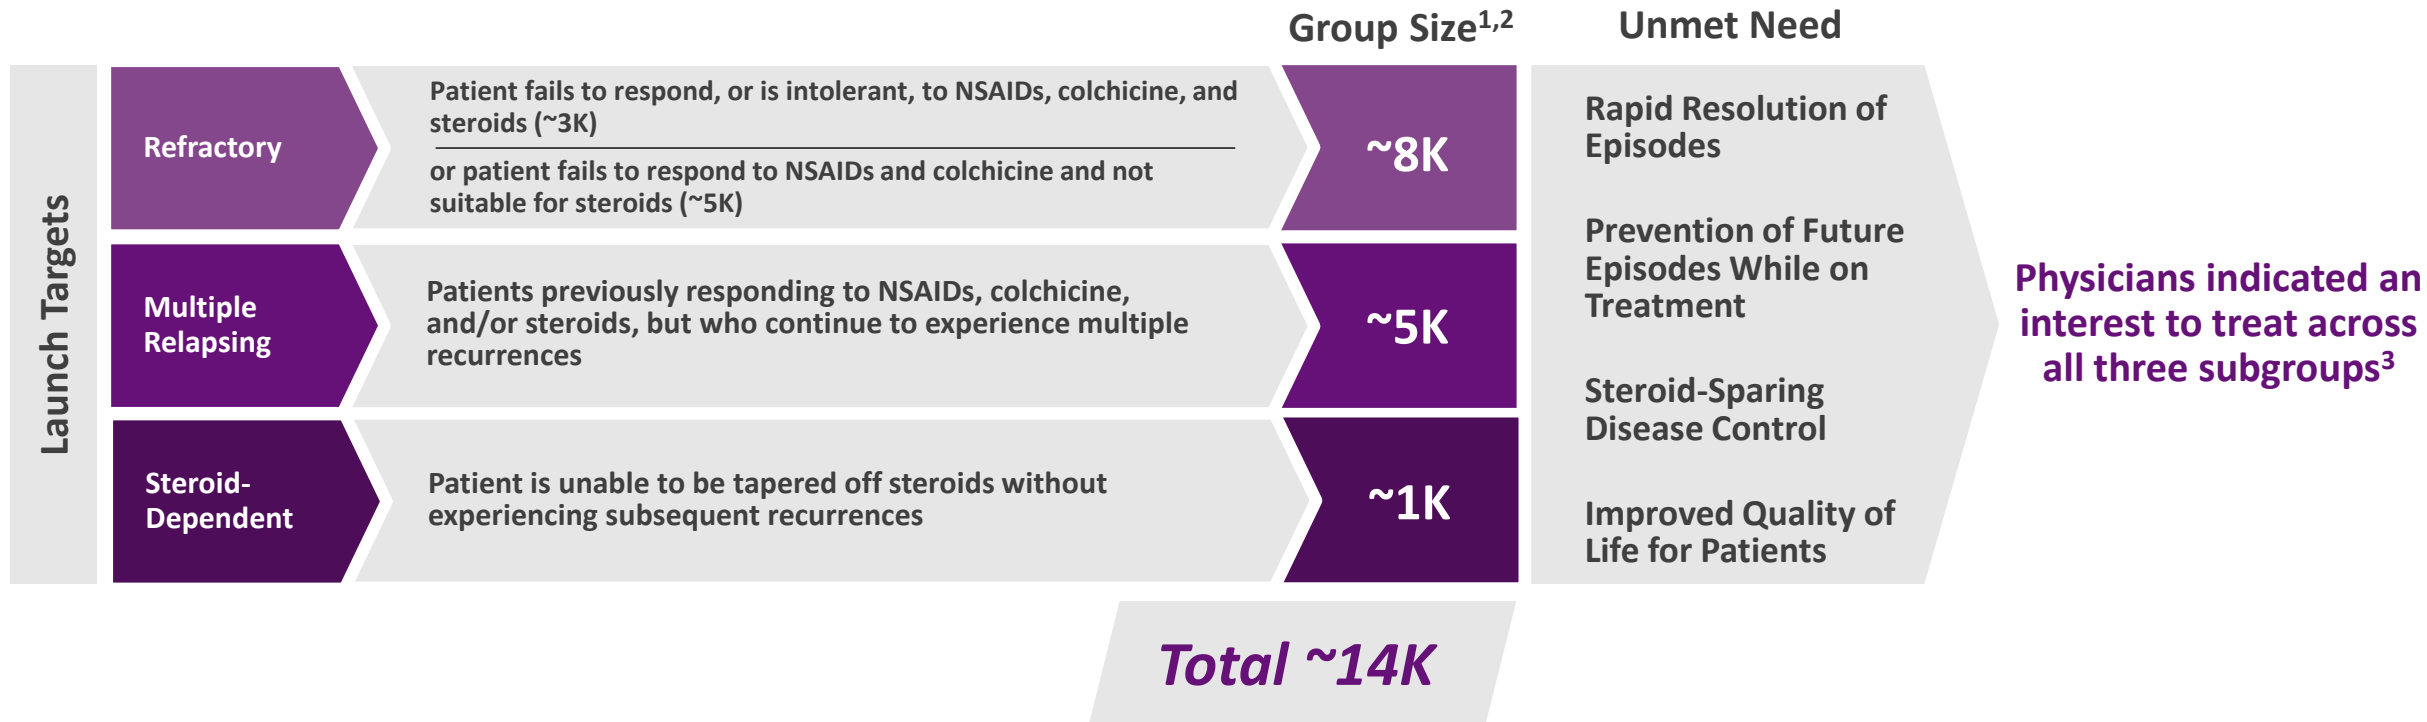 Group Size1,2
Unmet Need
Launch Targets
Refractory
Patient fails to respond, or is intolerant, to NSAIDs, colchicine, and
steroids (~3K)
or patient fails to respond to NSAIDs and colchicine and not
suitable for steroids (~5K)
~8K
Multiple
Relapsing
Patients previously responding to NSAIDs, colchicine,
and/or steroids, but who continue to experience multiple
recurrences
~5K
Steroid-
Dependent
Patient is unable to be tapered off steroids without
experiencing subsequent recurrences
~1K
Rapid Resolution of
Episodes
Prevention of Future
Episodes While on
Treatment
Steroid-Sparing
Disease Control
Improved Quality of
Life for Patients
Physicians indicated an
interest to treat across
all three subgroups3
Total ~14K